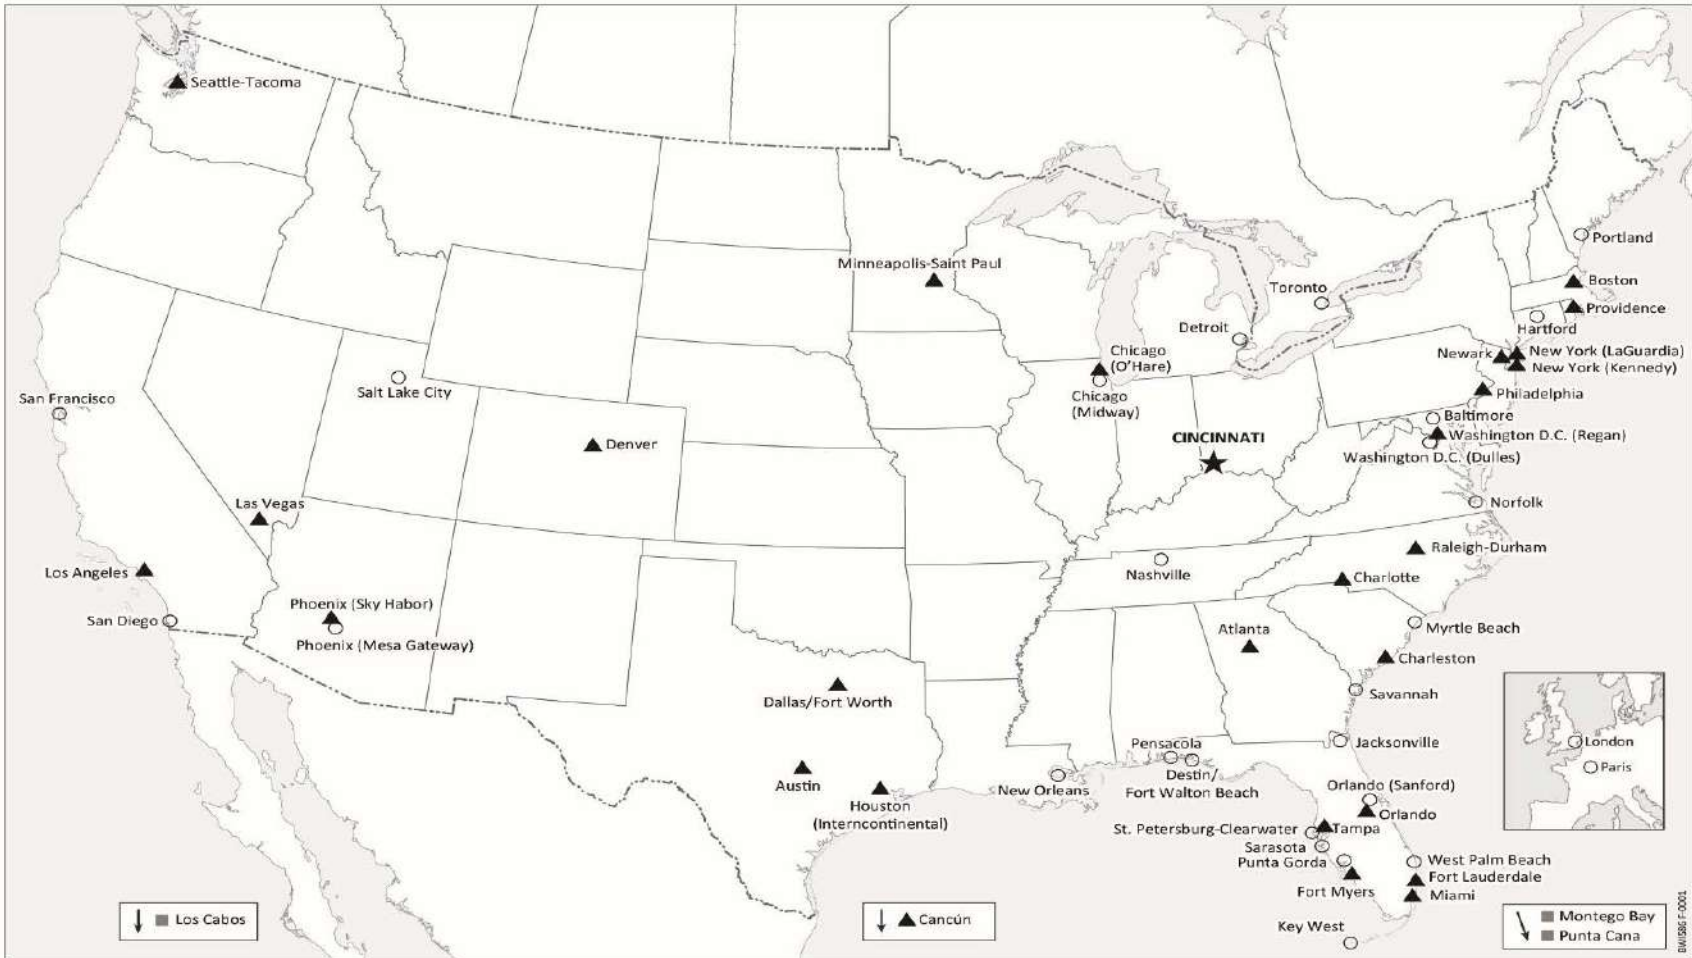 Seattle-Tacoma
Portland
Minneapolis-Saint Paul
Boston
Toronto
Providence
Detroit
Hartford
Chicago
(O'Hare)
Newark
New York (LaGuardia)
New York (Kennedy)
Salt Lake City
Chicago
(Midway)
Philadelphia
San Francisco
Baltimore
CINCINNATI
Washington D.C. (Regan)
Denver
Washington D.C. (Dulles)
Las Vegas
Norfolk
Raleigh-Durham
Los Angeles
Nashville
Charlotte
Phoenix (Sky Habor)
San Diego
Phoenix (Mesa Gateway)
Atlanta
Myrtle Beach
Charleston
Savannah
Dallas/Fort Worth
Jacksonville
London
Pensacola
Paris
Destin/
Fort Walton Beach
Austin
New Orleans
Orlando (Sanford)
Houston
(Interncontinental)
Orlando
St. Petersburg-Clearwater
Tampa
Sarasota
Punta Gorda
West Palm Beach
Fort Lauderdale
Fort Myers
Miami
Key West
Los Cabos
Cancún
Montego Bay
Punta Cana